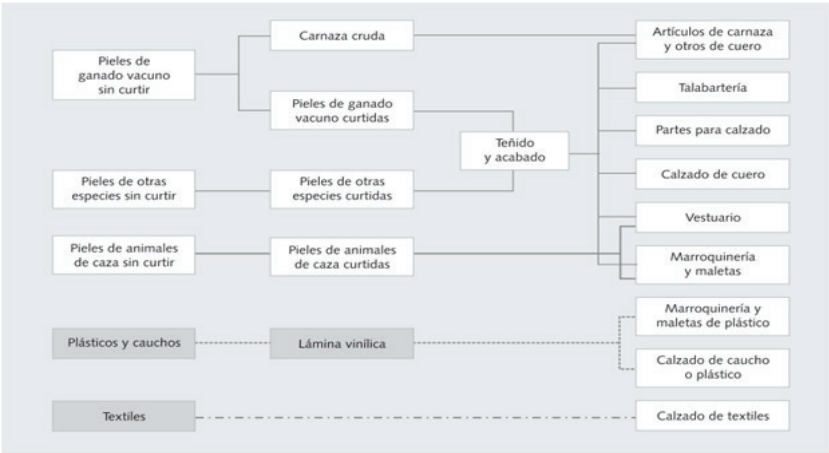 Pieles de
ganado vacuno
sin curtir
Carnaza cruda
Pieles de ganado
vacuno curtidas
Teñido
y acabado
Pieles de otras
especies sin curtir
Pieles de otras
especies curtidas
Pieles de animales
de caza sin curtir
Pieles de animales
de caza curtidas
Plásticos y cauchos
Lámina vinílica
Textiles
Artículos de carnaza
y otros de cuero
Talabartería
Partes para calzado
Calzado de cuero
Vestuario
Marroquinería
y maletas
Marroquinería y
maletas de plástico
Calzado de caucho
o plástico
Calzado de textiles